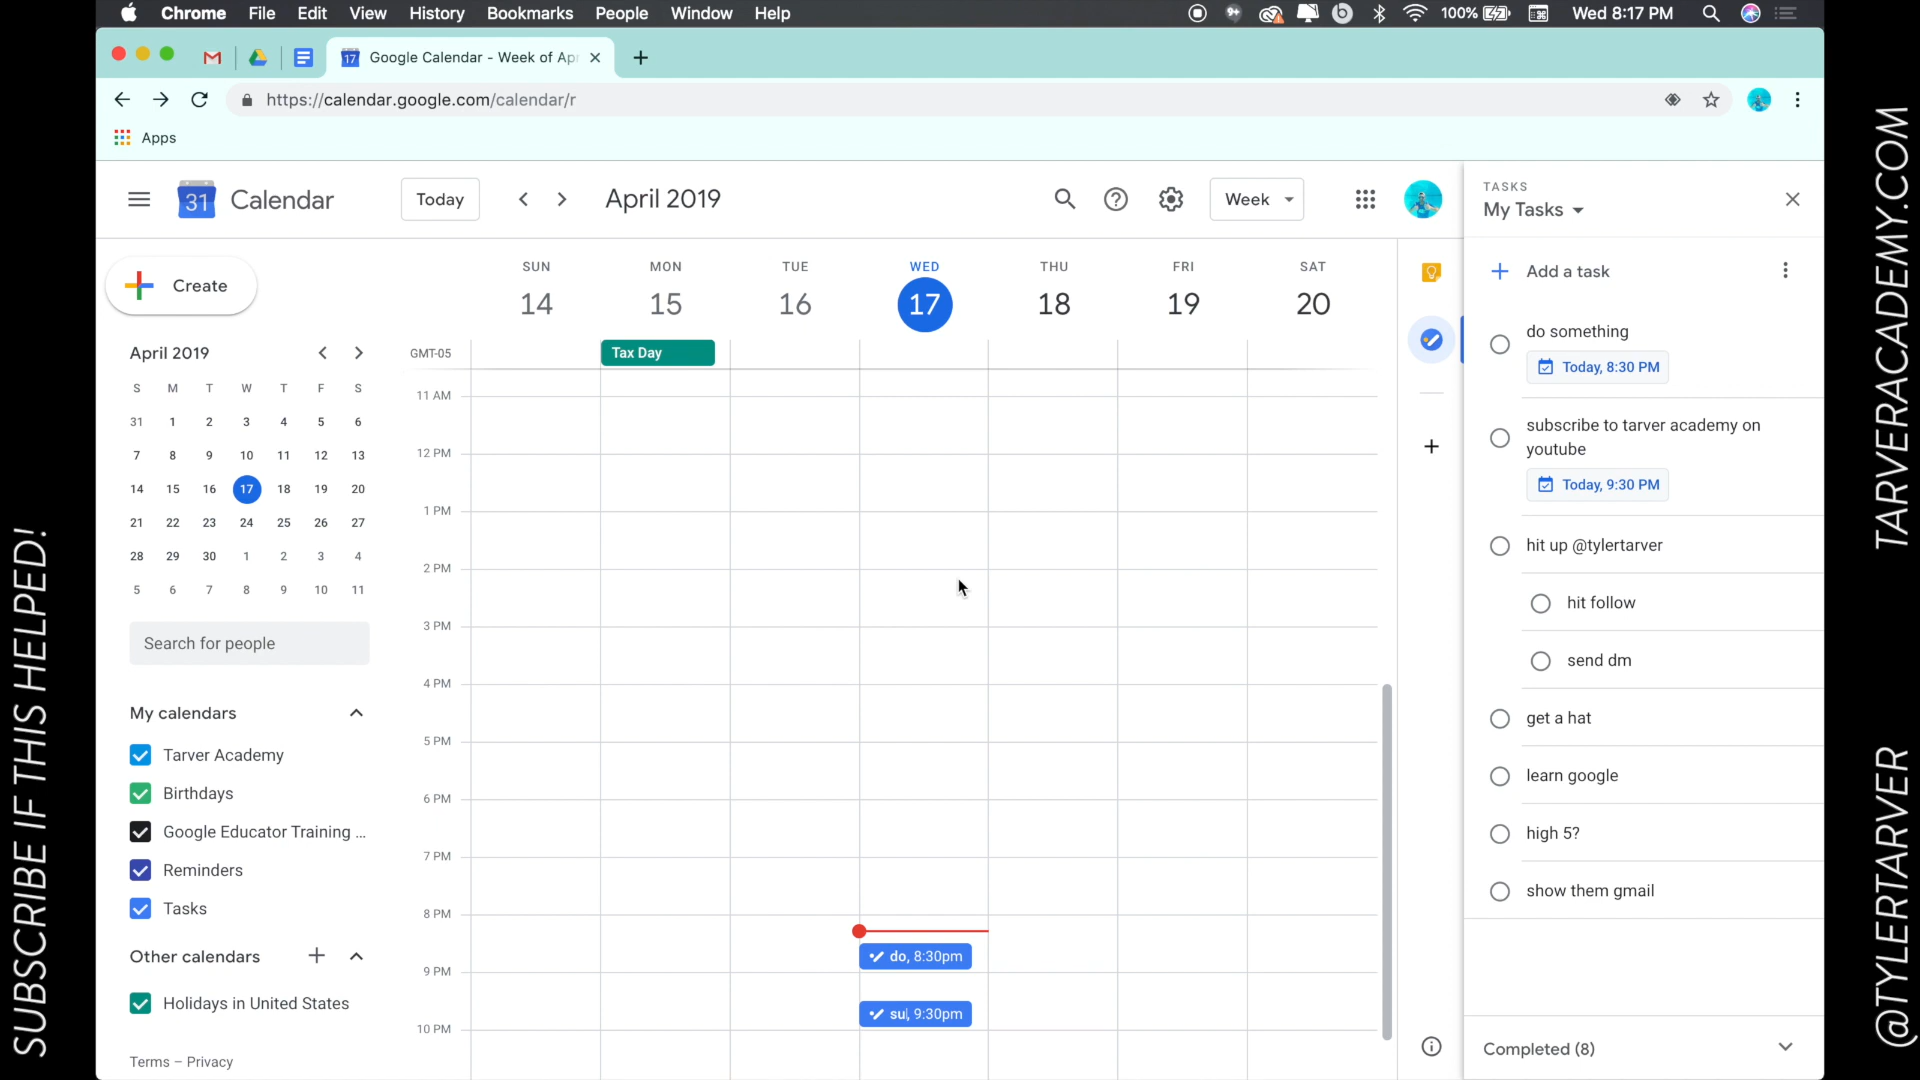 Chrome File Edit View History Bookmarks People Window Help
9+
100%
Wed 8:17 PM
17
Google Calendar - Week of Apr
https://calendar.google.com/calendar/r
Apps
31
Calendar
Today
April 2019
Week
Create
April 2019
S M T W T F S
31 1 2 3 4 5 6
7 8 9 10 11 12 13
14 15 16 17 18 19 20
21 22 23 24 25 26 27
28 29 30 1 2 3 4
5 6 7 8 9 10 11
Search for people
My calendars
Tarver Academy
Birthdays
Google Educator Training ...
Reminders
Tasks
Other calendars
Holidays in United States
Terms – Privacy
SUN MON TUE WED THU FRI SAT
14 15 16 17 18 19 20
GMT-05
Tax Day
11 AM
12 PM
1 PM
2 PM
3 PM
4 PM
5 PM
6 PM
7 PM
8 PM
do, 8:30pm
9 PM
su, 9:30pm
10 PM
TASKS
My Tasks
Add a task
do something
Today, 8:30 PM
subscribe to tarver academy on
youtube
Today, 9:30 PM
hit up @tylertarver
hit follow
send dm
get a hat
learn google
high 5?
show them gmail
Completed (8)
SUBSCRIBE IF THIS HELPED!
TARVERACADEMY.COM
@TYLERTARVER